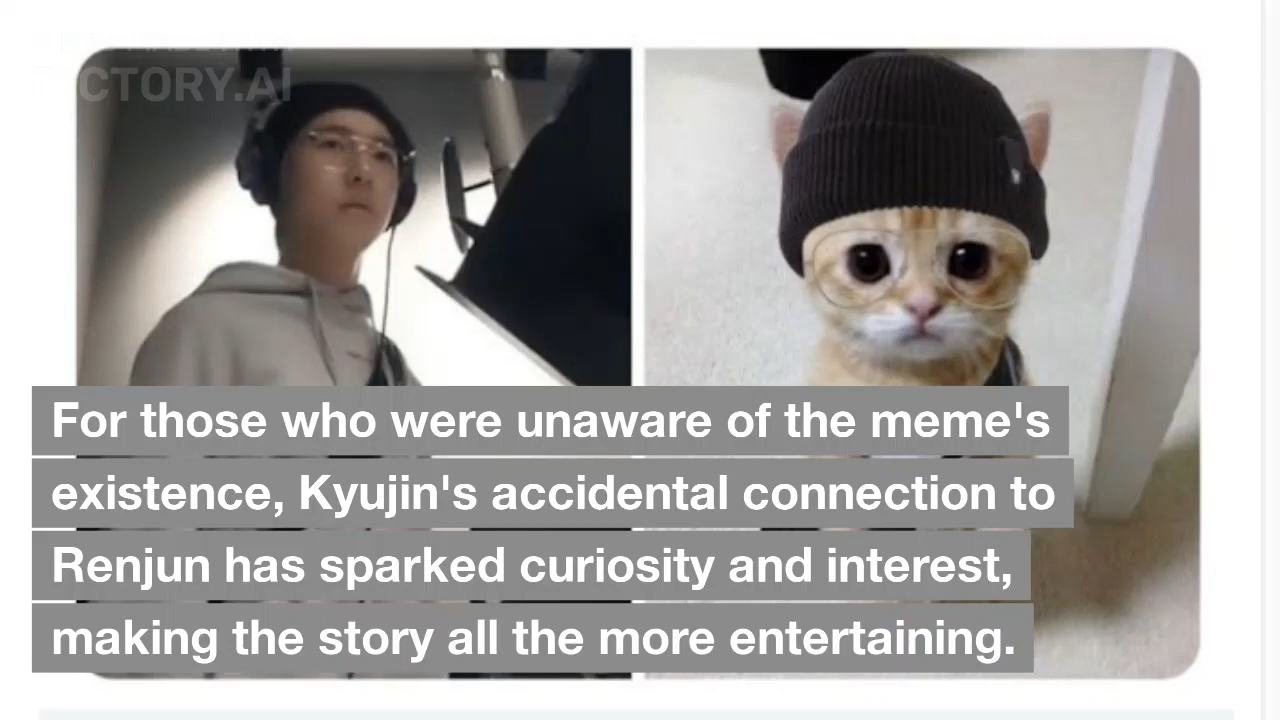 CTORY.AI
For those who were unaware of the meme's
existence, Kyujin's accidental connection to
Renjun has sparked curiosity and interest,
making the story all the more entertaining.